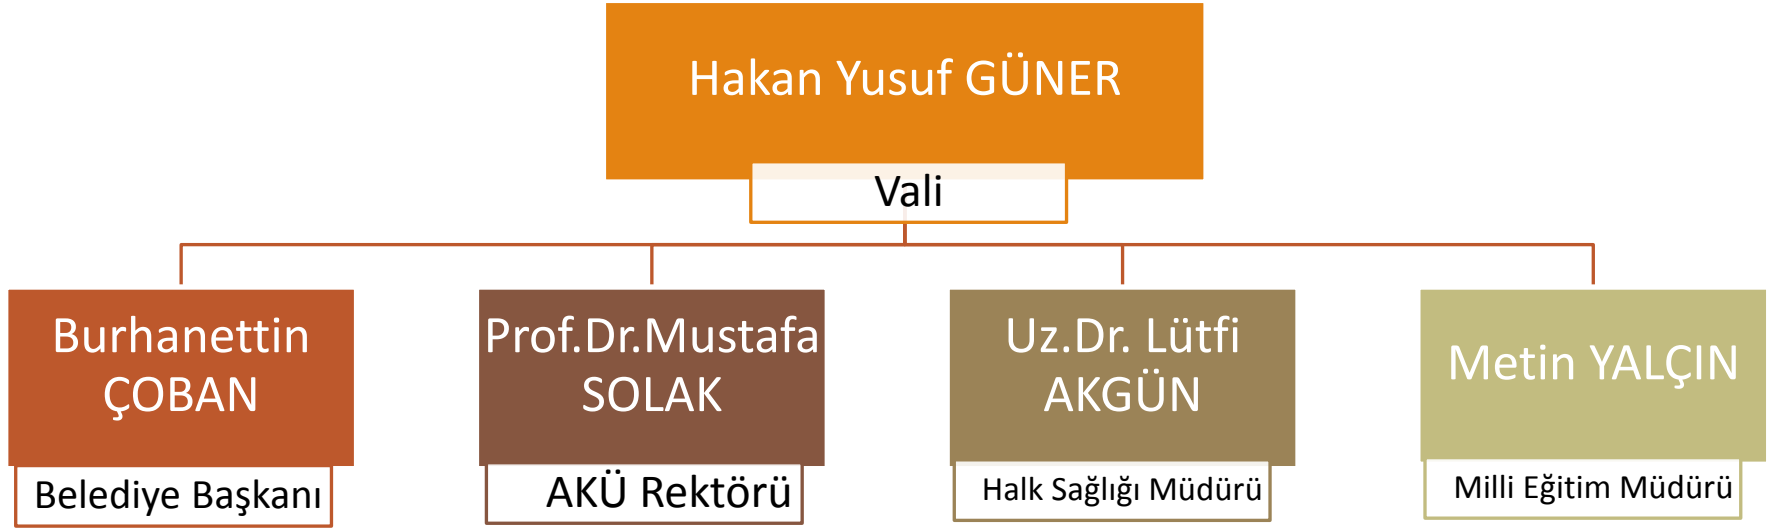 Hakan Yusuf GÜNER
Vali
Burhanettin
ÇOBAN
Belediye Başkanı
Prof.Dr.Mustafa
SOLAK
AKÜ Rektörü
Uz.Dr. Lütfi
AKGÜN
Halk Sağlığı Müdürü
Metin YALÇIN
Milli Eğitim Müdürü